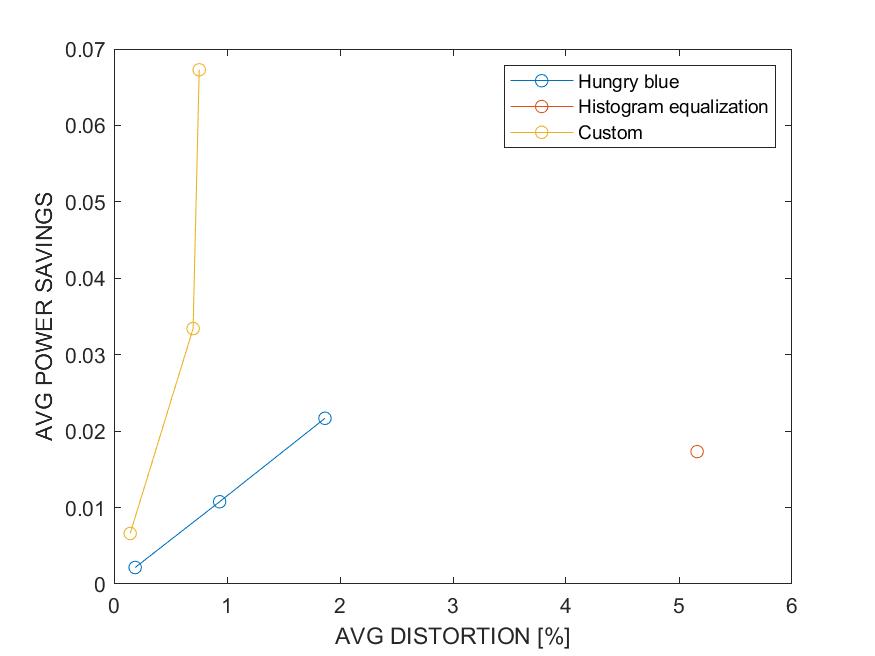 0.07
0.06
0.05
0.04
0.03
0.02
0.01
0
AVG POWER SAVINGS
Hungry blue
Histogram equalization
Custom
0 1 2 3 4 5 6
AVG DISTORTION [%]